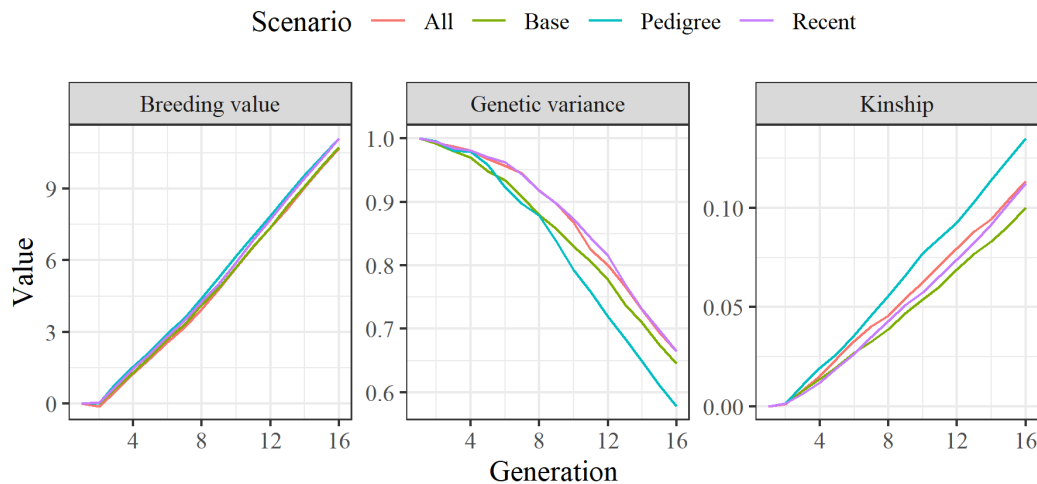 Scenario All Base Pedigree Recent
Breeding value Genetic variance Kinship
Value
9
6
3
0
1.0
0.9
0.8
0.7
0.6
0.10
0.05
0.00
4 8 12 16 4 8 12 16 4 8 12 16
Generation